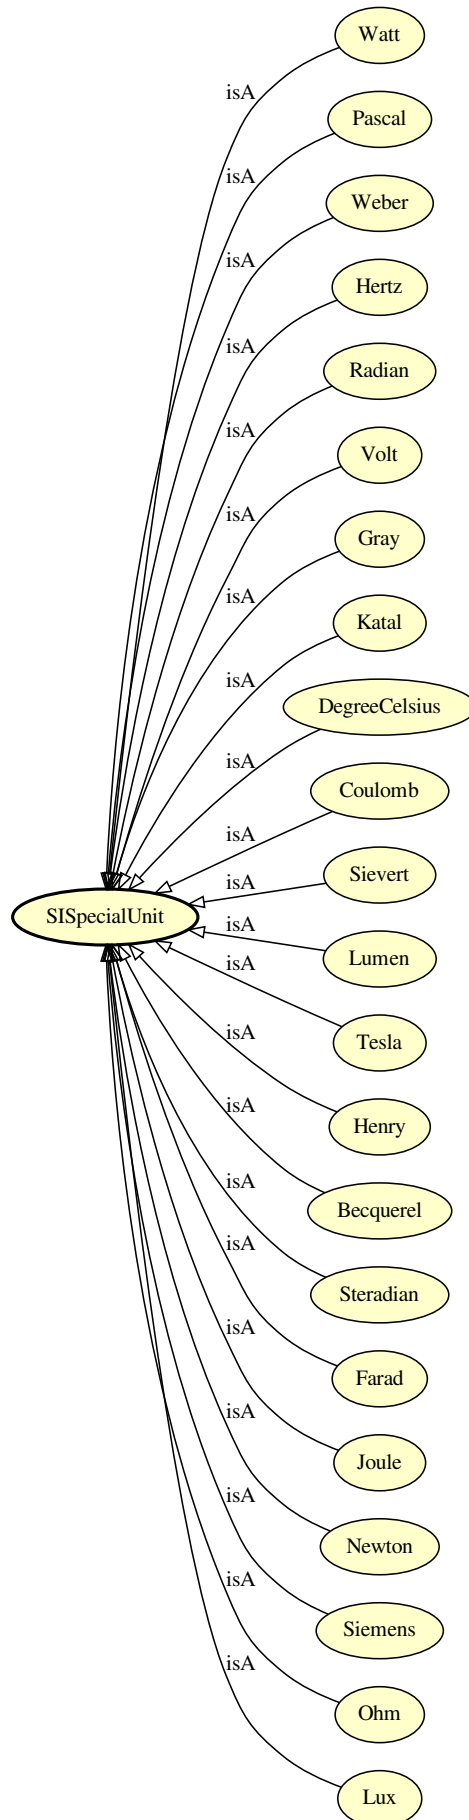 Watt
isA
Pascal
isA
Weber
isA
Hertz
isA
Radian
isA
Volt
isA
Gray
isA
Katal
isA
DegreeCelsius
isA
Coulomb
isA
Sievert
isA
SISpecialUnit
isA
Lumen
isA
Tesla
isA
Henry
isA
Becquerel
isA
Steradian
isA
Farad
isA
Joule
isA
Newton
isA
Siemens
isA
Ohm
isA
Lux